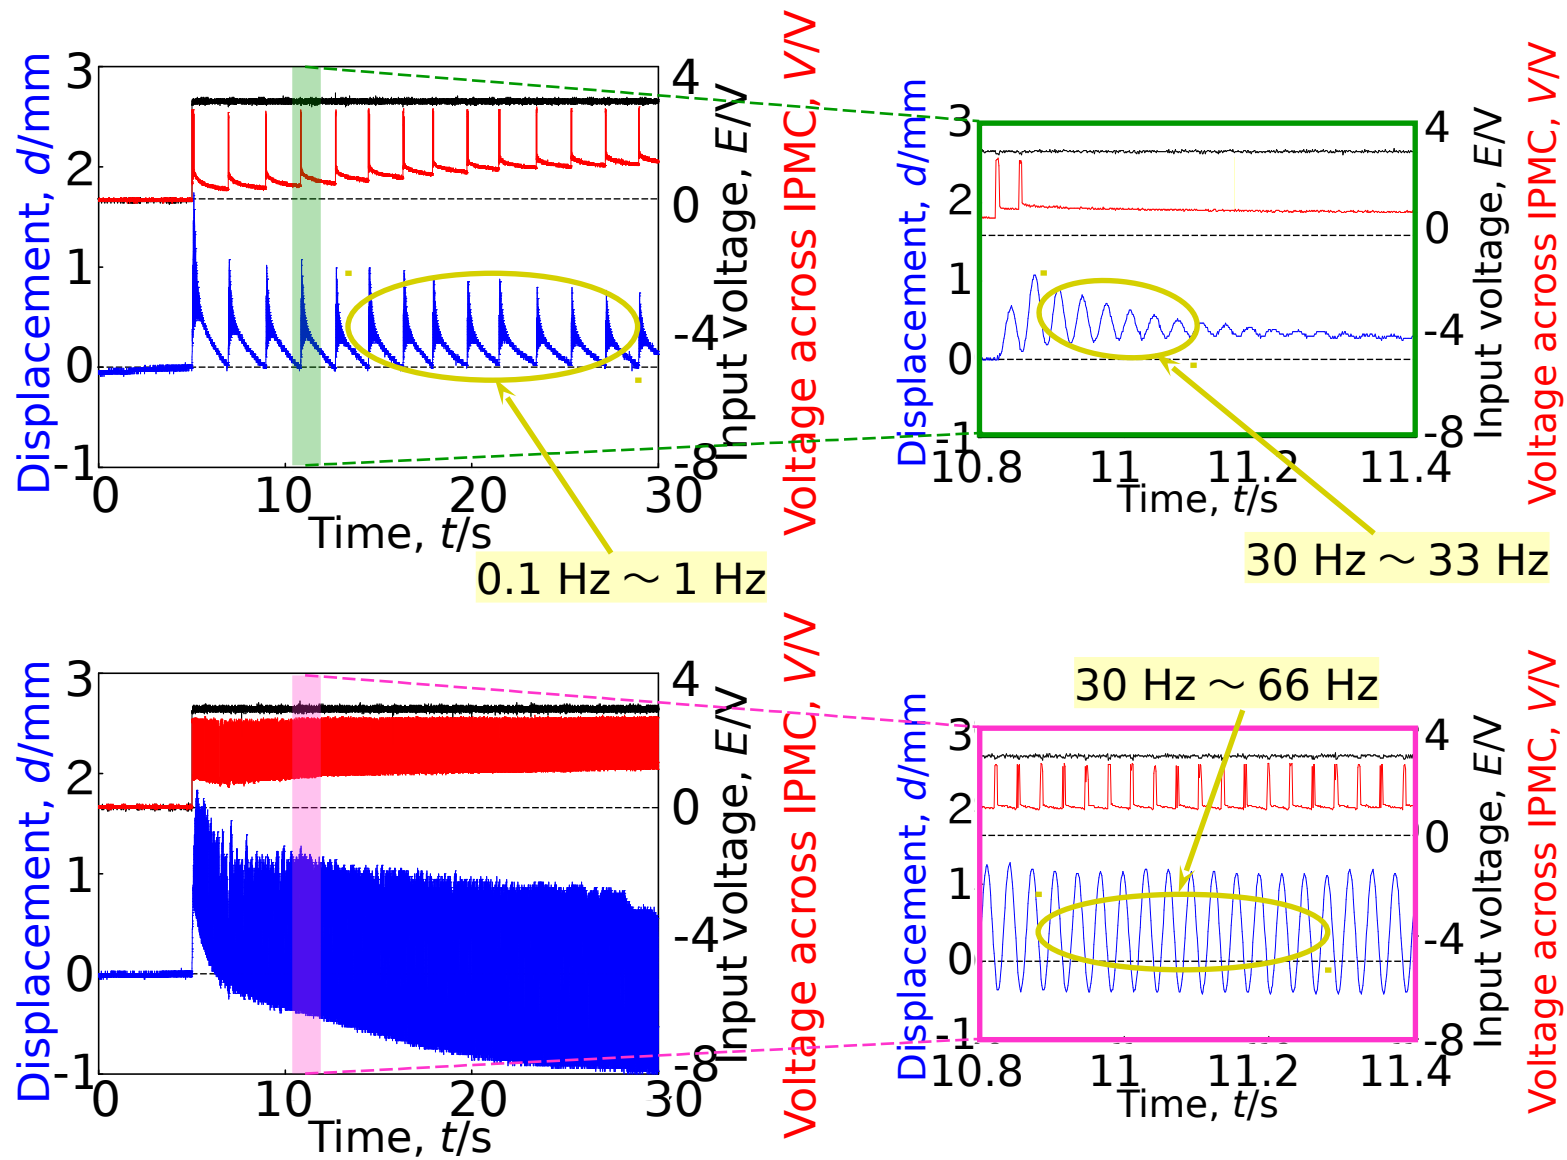 Displacement, d/mm
3
2
1
0
-1
4
0
-4
-8
Input voltage, E/V
Voltage across IPMC, V/V
0
10
20
30
Time, t/s
0.1 Hz ～ 1 Hz
Displacement, d/mm
3
2
1
0
-1
4
0
-4
-8
Input voltage, E/V
Voltage across IPMC, V/V
10.8
11
11.2
11.4
Time, t/s
30 Hz ～ 33 Hz
Displacement, d/mm
3
2
1
0
-1
4
0
-4
-8
Input voltage, E/V
Voltage across IPMC, V/V
0
10
20
30
Time, t/s
30 Hz ～ 66 Hz
Displacement, d/mm
3
2
1
0
-1
4
0
-4
-8
Input voltage, E/V
Voltage across IPMC, V/V
10.8
11
11.2
11.4
Time, t/s